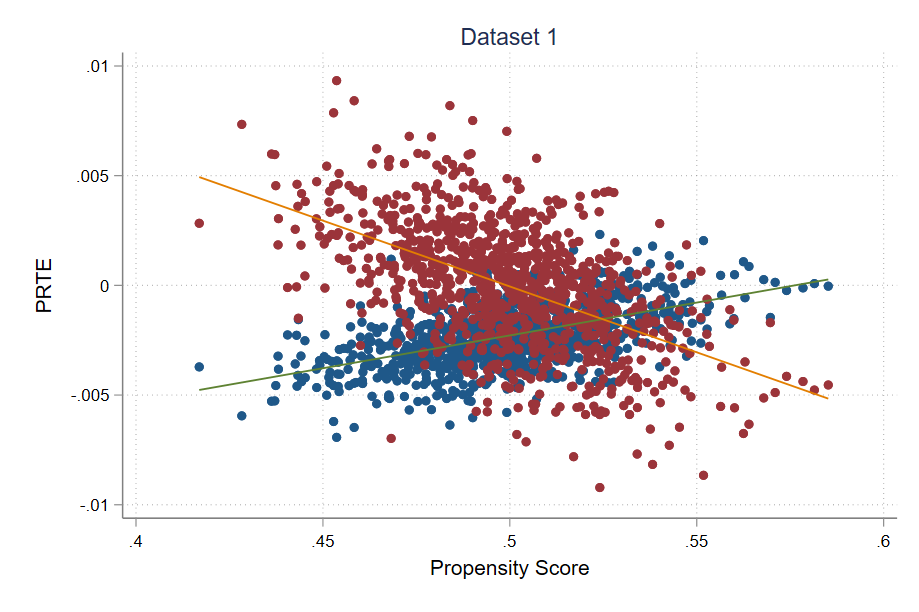 Dataset 1
.01
.005
0
-.005
-.01
PRTE
.4 .45 .5 .55 .6
Propensity Score